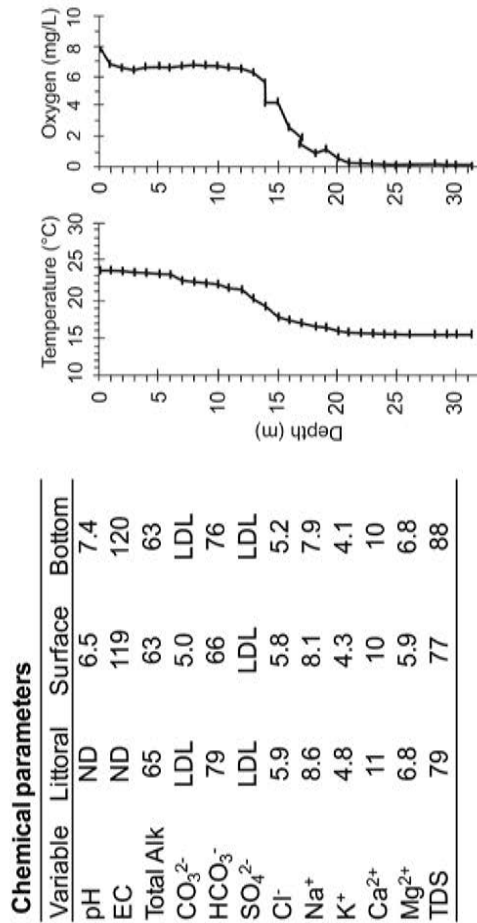 Chemical parameters
Variable Littoral Surface Bottom
pH ND 6.5 7.4
EC ND 119 120
Total Alk 65 63 63
CO₃²⁻ LDL 5.0 LDL
HCO₃⁻ 79 66 76
SO₄²⁻ LDL LDL LDL
Cl⁻ 5.9 5.8 5.2
Na⁺ 8.6 8.1 7.9
K⁺ 4.8 4.3 4.1
Ca²⁺ 11 10 10
Mg²⁺ 6.8 5.9 6.8
TDS 79 77 88
Temperature (°C)
10 15 20 25 30
Depth (m)
0
5
10
15
20
25
30
Oxygen (mg/L)
0 2 4 6 8 10
0
5
10
15
20
25
30